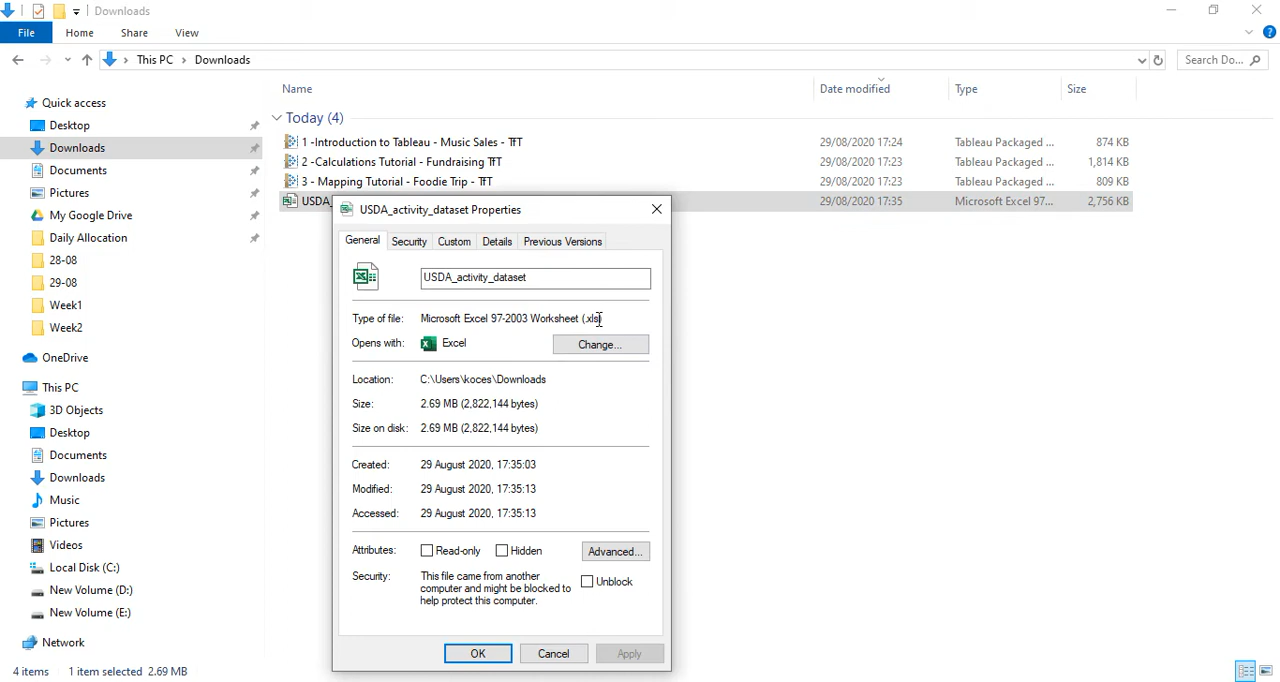 Downloads
File Home Share View
This PC Downloads Search Do...
Name Date modified Type Size
Quick access
Desktop
Downloads
Documents
Pictures
My Google Drive
Daily Allocation
28-08
29-08
Week1
Week2
OneDrive
This PC
3D Objects
Desktop
Documents
Downloads
Music
Pictures
Videos
Local Disk (C:)
New Volume (D:)
New Volume (E:)
Network
Today (4)
1 -Introduction to Tableau - Music Sales - TfT 29/08/2020 17:24 Tableau Packaged ... 874 KB
2 -Calculations Tutorial - Fundraising TfT 29/08/2020 17:23 Tableau Packaged ... 1,814 KB
3 - Mapping Tutorial - Foodie Trip - TfT 29/08/2020 17:23 Tableau Packaged ... 809 KB
USDA_ 29/08/2020 17:35 Microsoft Excel 97... 2,756 KB
USDA_activity_dataset Properties
General Security Custom Details Previous Versions
USDA_activity_dataset
Type of file: Microsoft Excel 97-2003 Worksheet (.xls)
Opens with: Excel Change...
Location: C:\Users\koces\Downloads
Size: 2.69 MB (2,822,144 bytes)
Size on disk: 2.69 MB (2,822,144 bytes)
Created: 29 August 2020, 17:35:03
Modified: 29 August 2020, 17:35:13
Accessed: 29 August 2020, 17:35:13
Attributes: Read-only Hidden Advanced...
Security: This file came from another
computer and might be blocked to
help protect this computer.
Unblock
OK Cancel Apply
4 items 1 item selected 2.69 MB